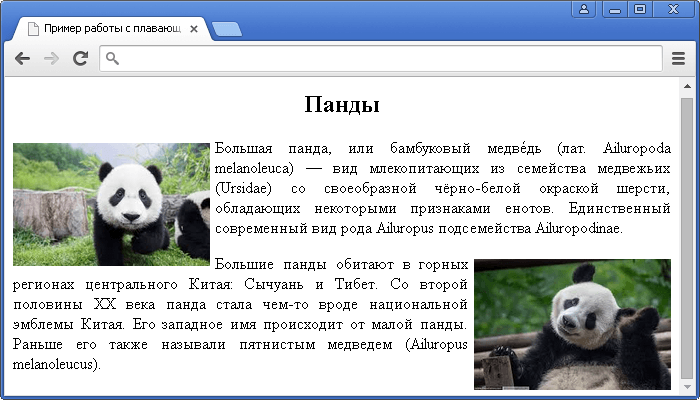 Пример работы с плавающ
Панды
Большая панда, или бамбуковый медве́дь (лат. Ailuropoda
melanoleuca) — вид млекопитающих из семейства медвежьих
(Ursidae) со своеобразной чёрно-белой окраской шерсти,
обладающих некоторыми признаками енотов. Единственный
современный вид рода Ailuropus подсемейства Ailuropodinae.
Большие панды обитают в горных
регионах центрального Китая: Сычуань и Тибет. Со второй
половины XX века панда стала чем-то вроде национальной
эмблемы Китая. Его западное имя происходит от малой панды.
Раньше его также называли пятнистым медведем (Ailuropus
melanoleucus).